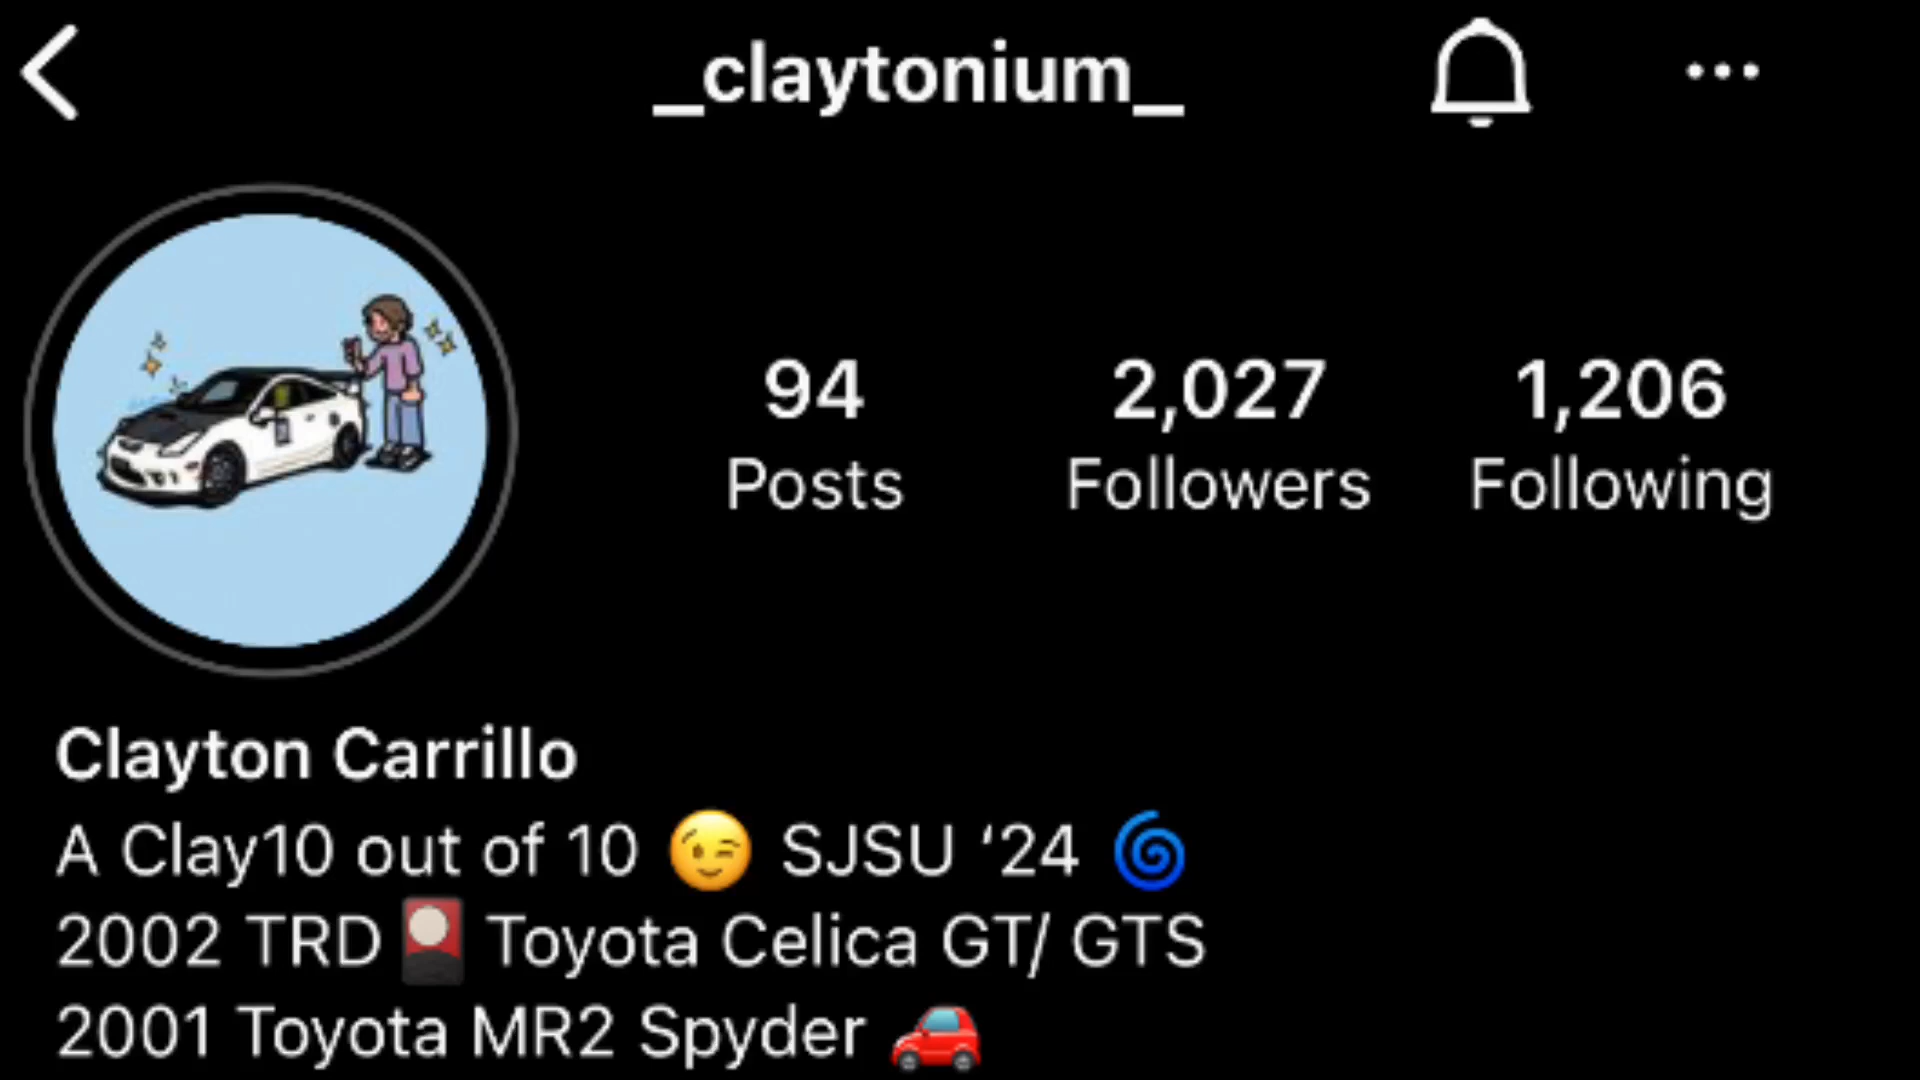 _claytonium_
94 2,027 1,206
Posts Followers Following
Clayton Carrillo
A Clay10 out of 10 😉 SJSU ‘24 🌀
2002 TRD 🎴 Toyota Celica GT/ GTS
2001 Toyota MR2 Spyder 🚗